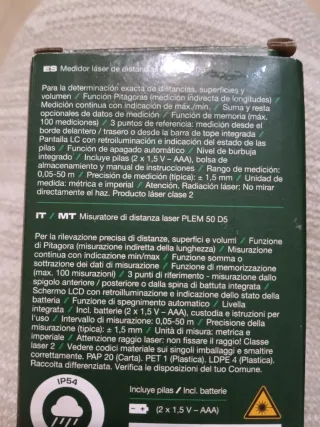 ES Medidor láser de distancias PLEM 50 D5
Para la determinación exacta de distancias, superficies y
volumen / Función Pitágoras (medición indirecta de longitudes) /
Medición continua con indicación de máx./min. / Suma y resta
opcionales de datos de medición / Función de memoria (máx.
100 mediciones) / 3 puntos de referencia: medición desde el
borde delantero / trasero o desde la barra de tope integrada /
Pantalla LC con retroiluminación e indicación del estado de las
pilas / Función de apagado automático / Nivel de burbuja
integrado / Incluye pilas (2 x 1,5 V – AAA), bolsa de
almacenamiento y manual de instrucciones / Rango de medición:
0,05-50 m / Precisión de medición (típica): ± 1,5 mm / Unidad de
medida: métrica e imperial / Atención. Radiación láser: No mirar
directamente el haz. Producto láser clase 2
IT / MT Misuratore di distanza laser PLEM 50 D5
Per la rilevazione precisa di distanze, superfici e volumi / Funzione
di Pitagora (misurazione indiretta della lunghezza) / Misurazione
continua con indicazione min/max / Funzione somma o
sottrazione dei dati di misurazione / Funzione di memorizzazione
(max. 100 misurazioni) / 3 punti di riferimento - misurazione dallo
spigolo anteriore / posteriore o dalla spina di battuta integrata /
Schermo LCD con retroilluminazione e indicazione dello stato della
batteria / Funzione di spegnimento automatico / Livella
integrata / Incl. batterie (2 x 1,5 V – AAA), custodia e istruzioni per
l'uso / Intervallo di misurazione: 0,05-50 m / Precisione della
misurazione (tipica): ± 1,5 mm / Unità di misura: metrica e
imperiale / Attenzione raggio laser: non fissare il raggio! Classe
laser 2 / Vedere codici materiale sui singoli imballaggi e smaltire
correttamente. PAP 20 (Carta). PET 1 (Plastica). LDPE 4 (Plastica).
Raccolta differenziata. Verifica le disposizioni del tuo Comune.
IP54
Incluye pilas / Incl. batterie
(2 x 1,5 V – AAA)